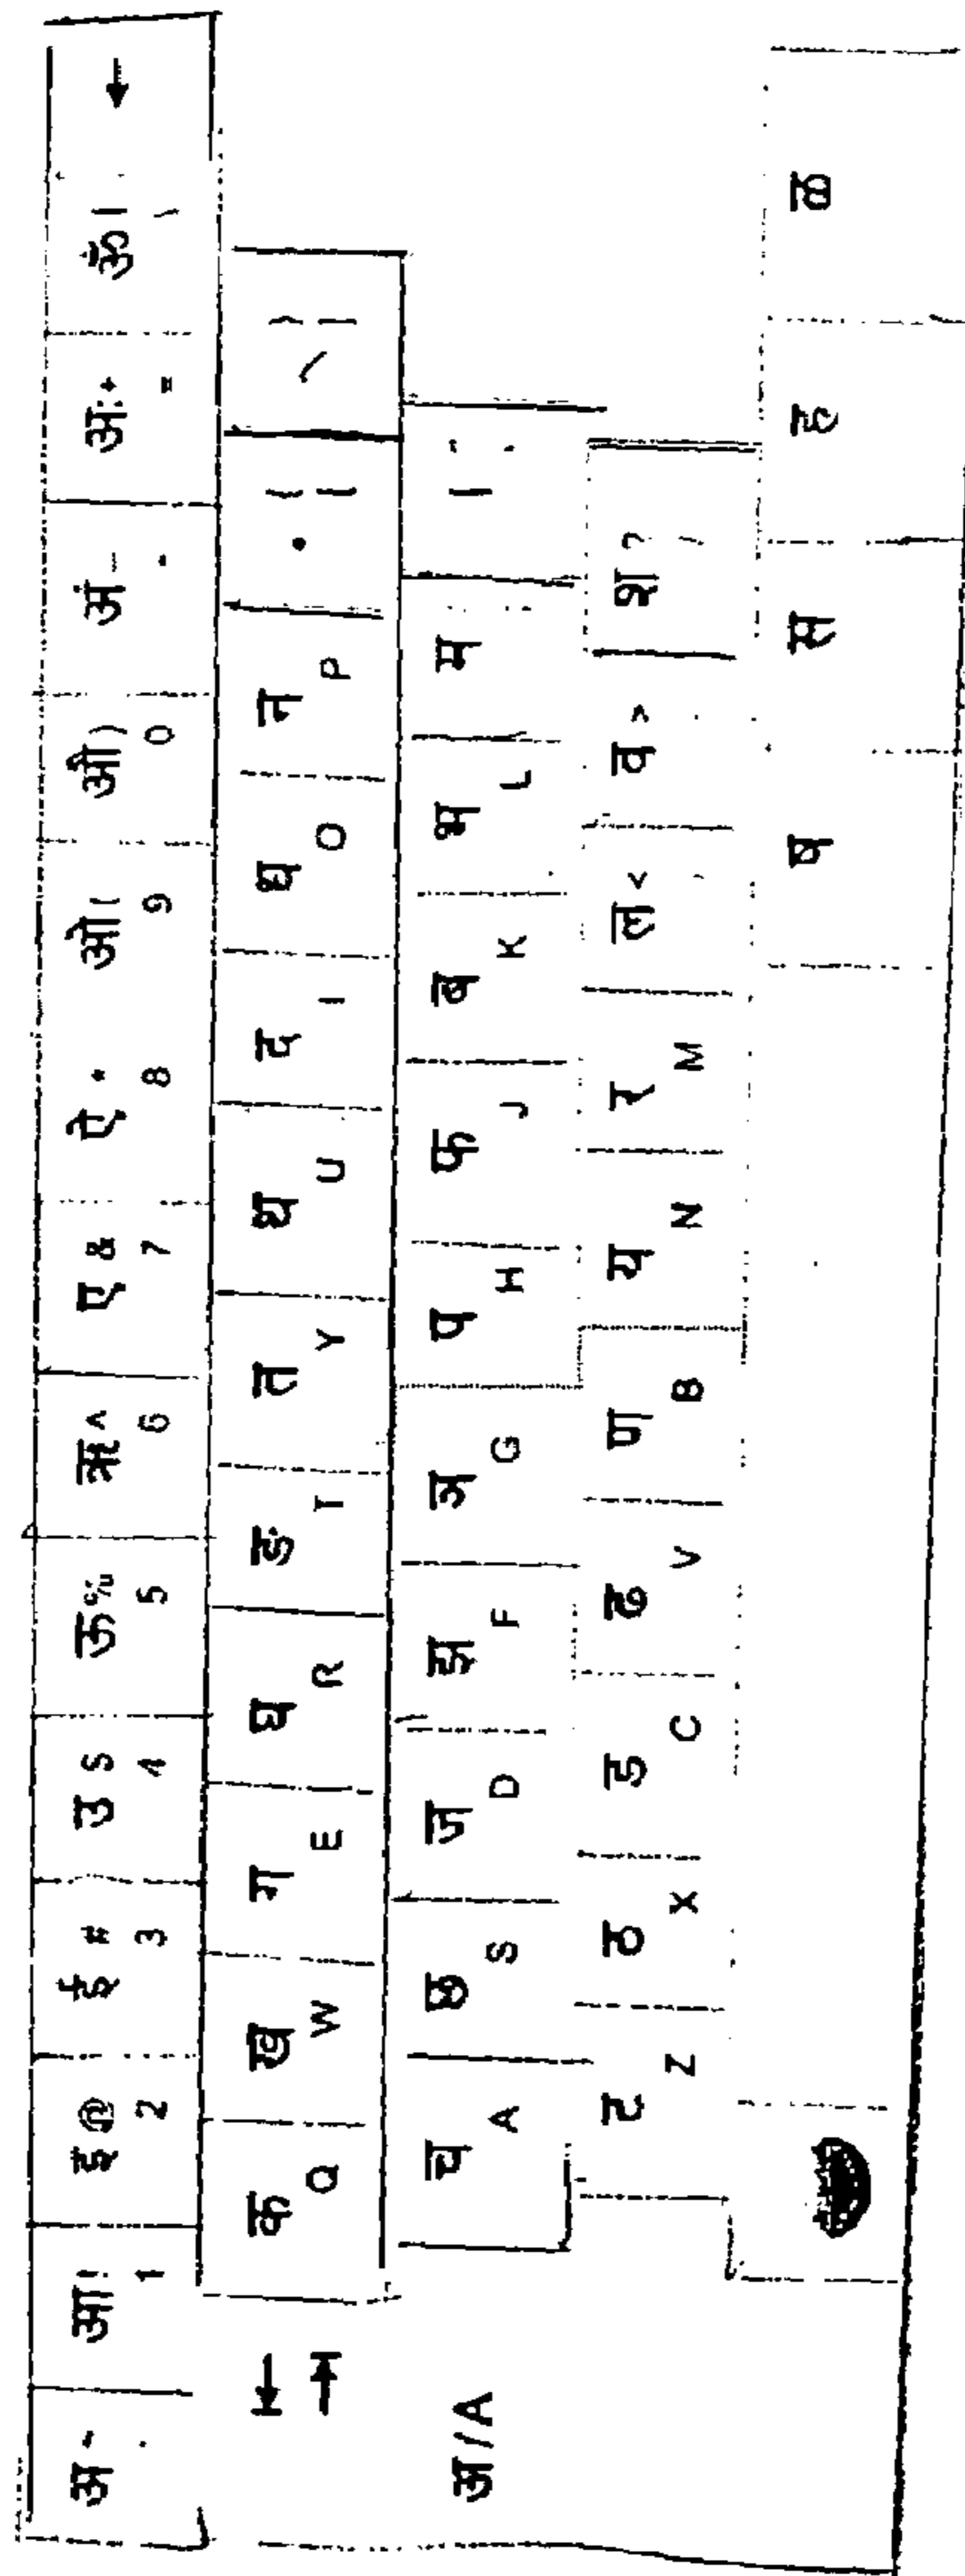 अ ~ आ ! 1 इ @ 2 ई # 3 उ $ 4 ऊ % 5 ऋ ^ 6 ए & 7 ऐ * 8 ओ ( 9 औ ) 0 अं _ - अः + = ॐ | \ ←
क Q ख W ग E घ R ङ T त Y थ U द I ध O न P
अ/A च A छ S ज D झ F ञ G प H फ J ब K भ L म
ट Z ठ X ड C ढ V ण B य N र M ल < व > श ?
ष स ह ळ